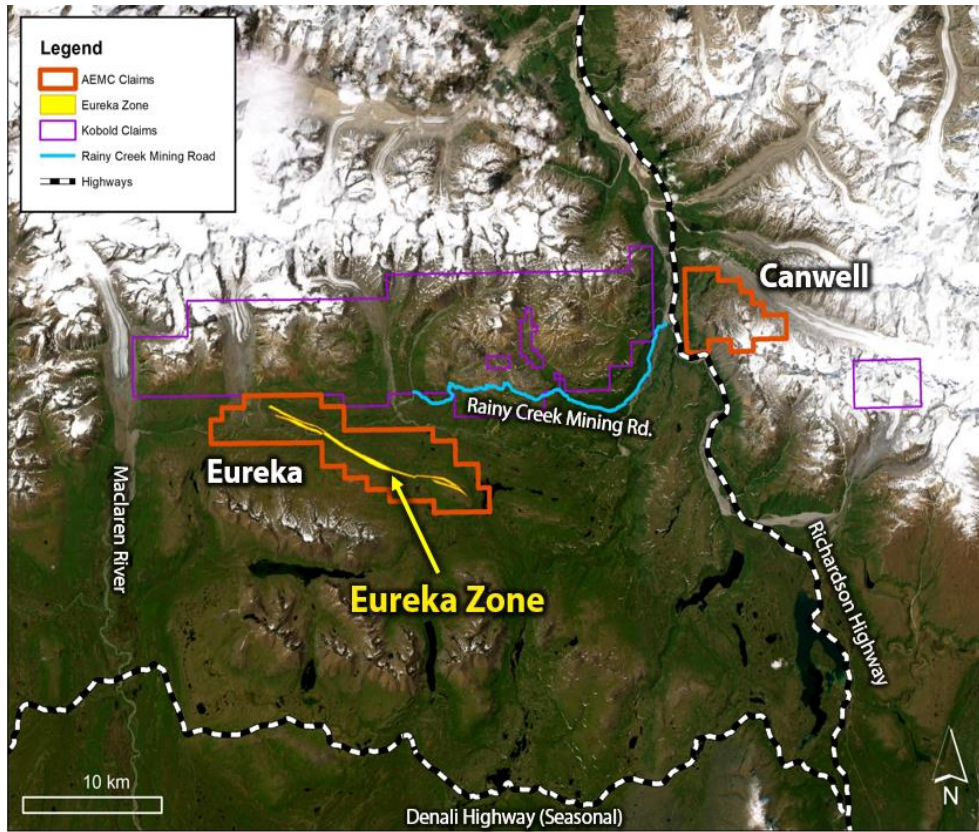 Legend
AEMC Claims
Eureka Zone
Kobold Claims
Rainy Creek Mining Road
Highways
Canwell
Rainy Creek Mining Rd.
Eureka
Maclaren River
Eureka Zone
Richardson Highway
10 km
N
Denali Highway (Seasonal)